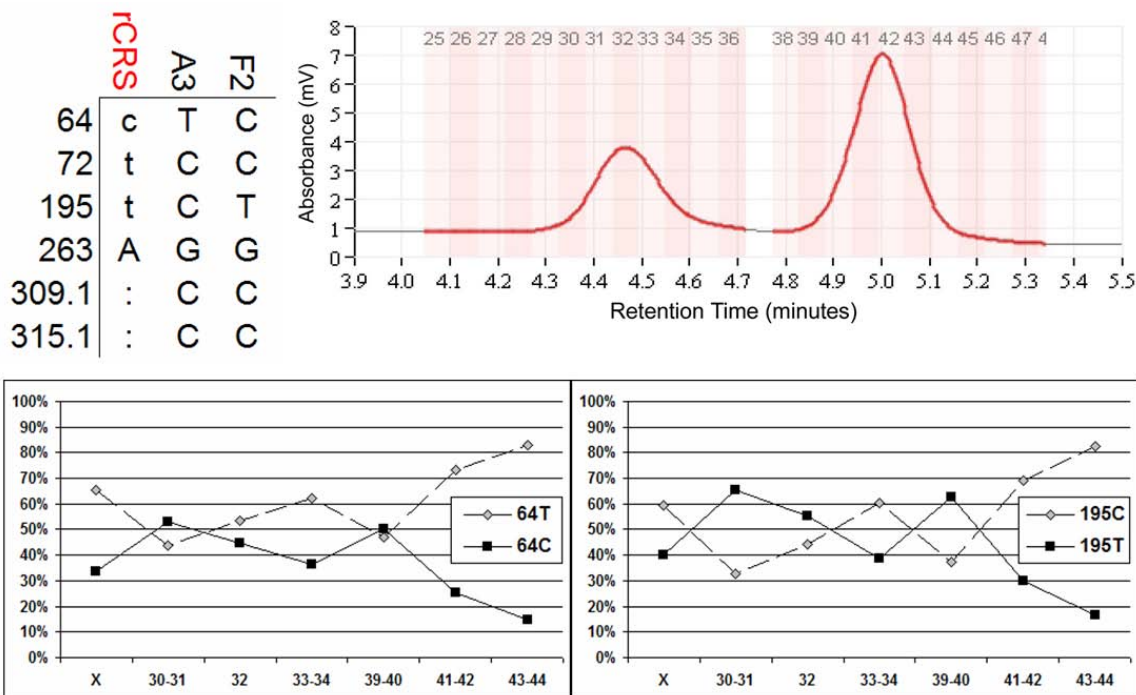 rCRS A3 F2
64 c T C
72 t C C
195 t C T
263 A G G
309.1 : C C
315.1 : C C
Absorbance (mV)
8
7
6
5
4
3
2
1
0
25 26 27 28 29 30 31 32 33 34 35 36 38 39 40 41 42 43 44 45 46 47 4
3.9 4.0 4.1 4.2 4.3 4.4 4.5 4.6 4.7 4.8 4.9 5.0 5.1 5.2 5.3 5.4 5.5
Retention Time (minutes)
100%
90%
80%
70%
60%
50%
40%
30%
20%
10%
0%
64T
64C
X 30-31 32 33-34 39-40 41-42 43-44
100%
90%
80%
70%
60%
50%
40%
30%
20%
10%
0%
195C
195T
X 30-31 32 33-34 39-40 41-42 43-44